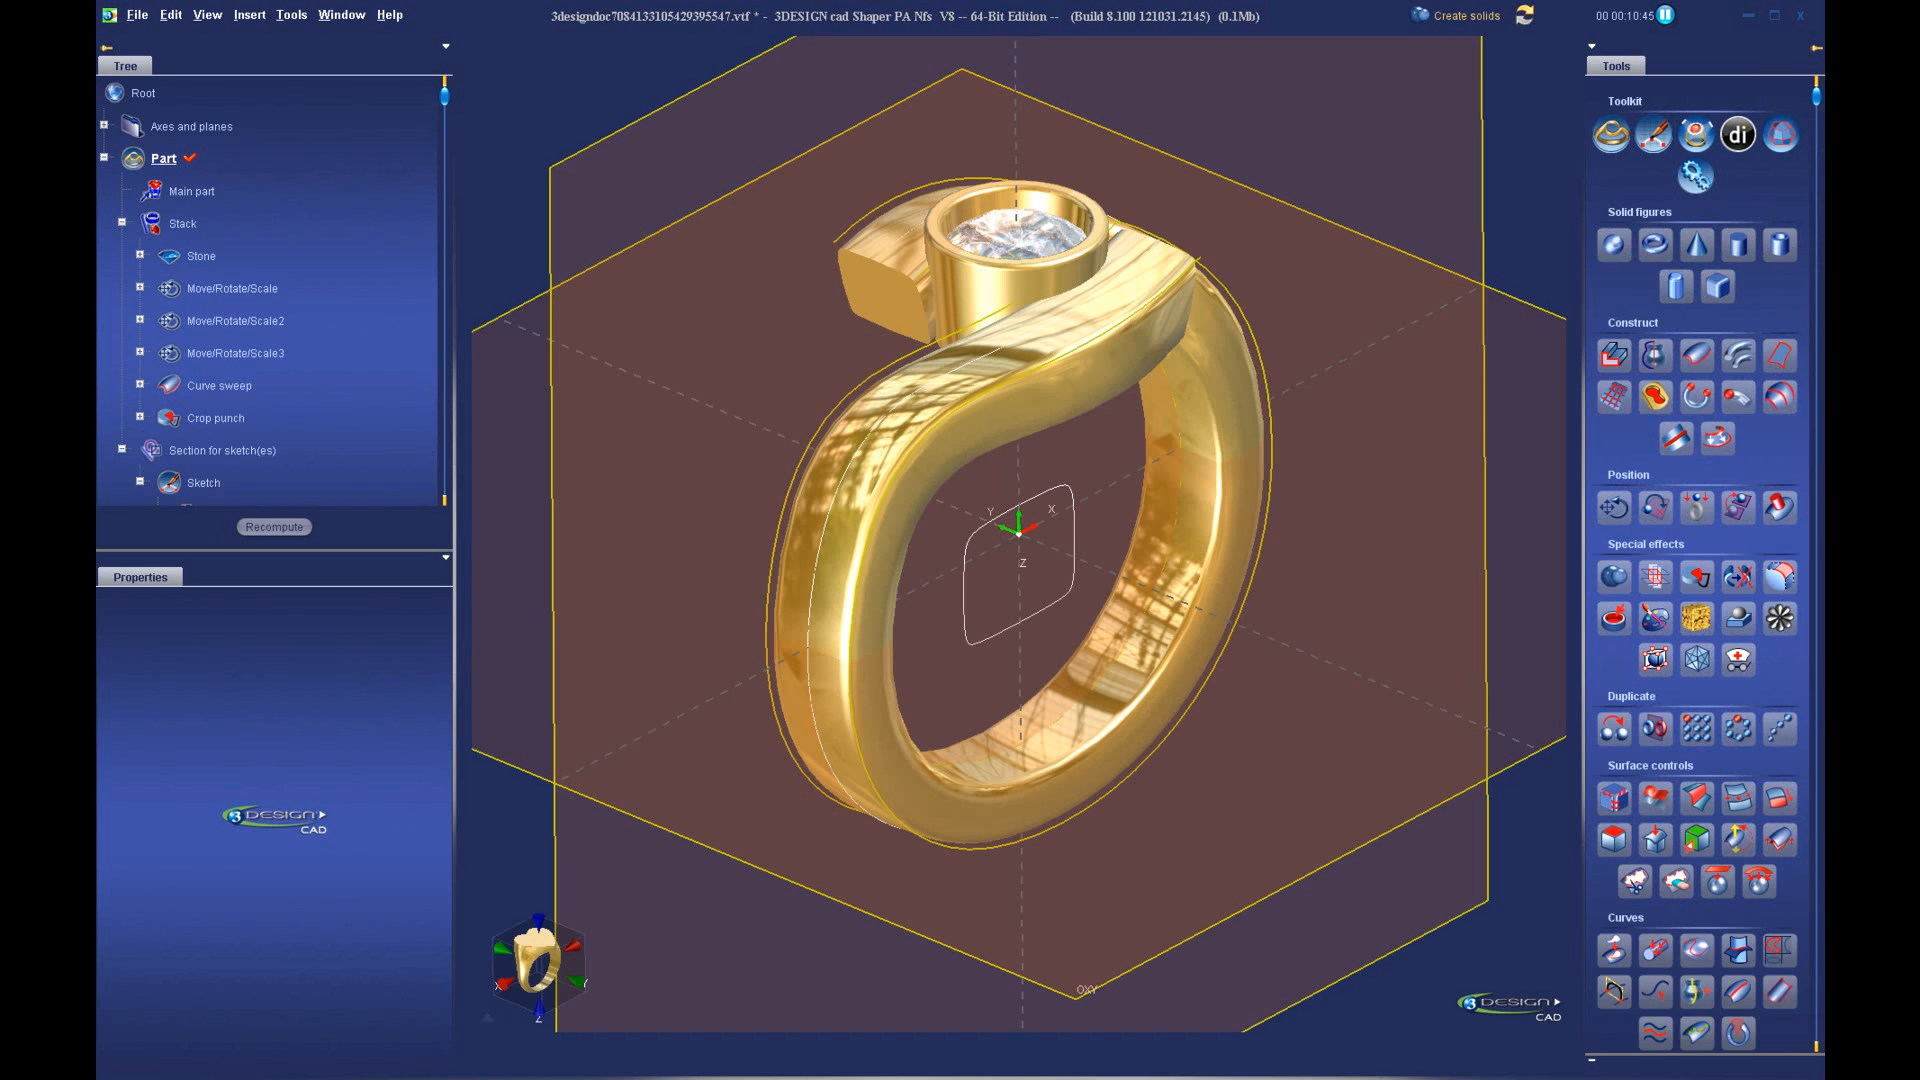 File Edit View Insert Tools Window Help
3designdoc7084133105429395547.vtf * - 3DESIGN cad Shaper PA Nfs V8 -- 64-Bit Edition -- (Build 8.100 121031.2145) (0.1Mb)
Create solids
00 00:10:45
Tree
Root
Axes and planes
Part
Main part
Stack
Stone
Move/Rotate/Scale
Move/Rotate/Scale2
Move/Rotate/Scale3
Curve sweep
Crop punch
Section for sketch(es)
Sketch
Recompute
Properties
3DESIGN
CAD
Y
X
Z
OXY
X
Y
Z
3DESIGN
CAD
Tools
Toolkit
di
Solid figures
Construct
Position
Special effects
Duplicate
Surface controls
Curves